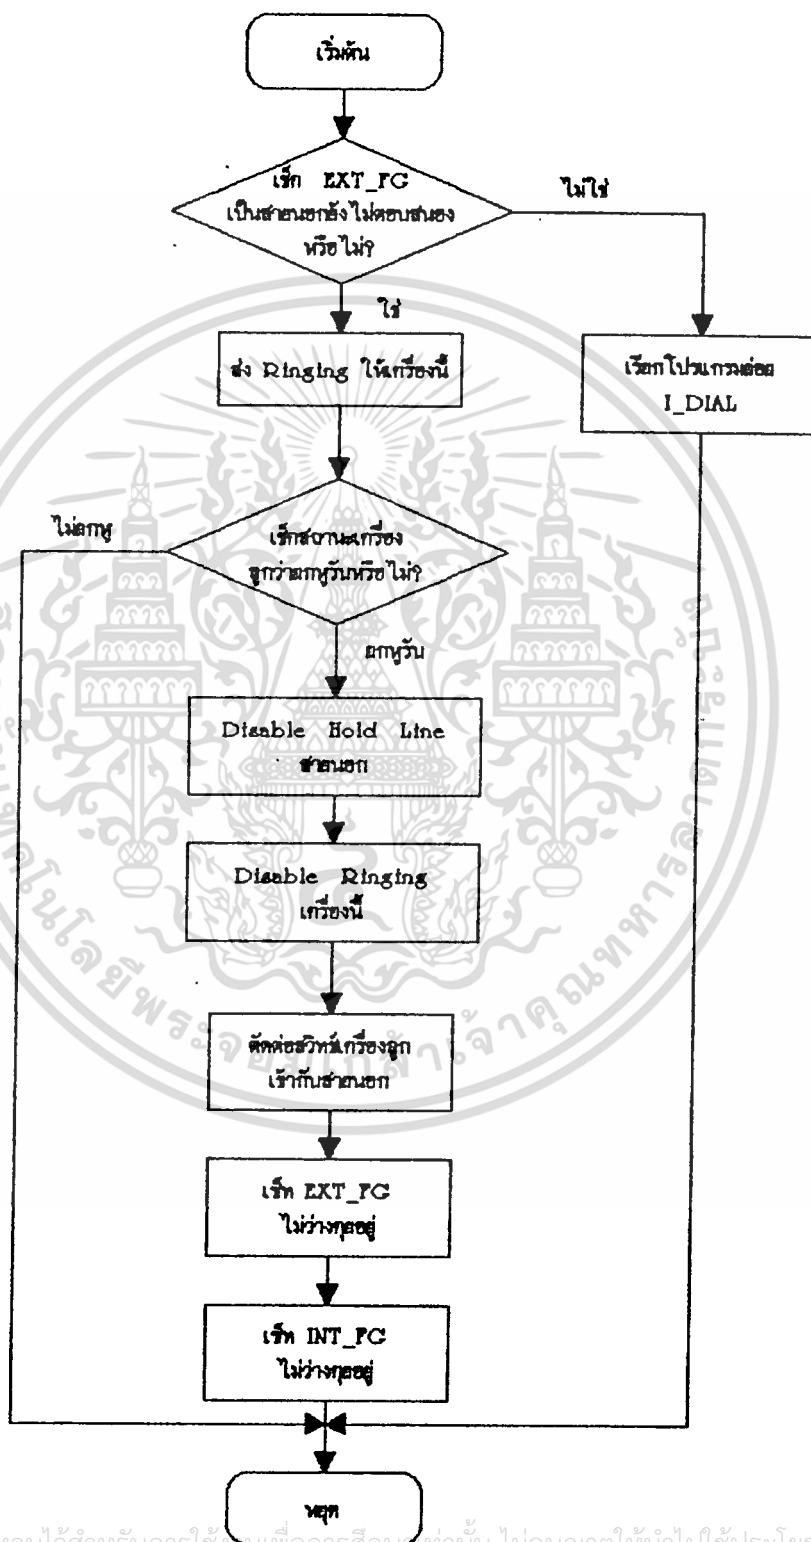 เริ่มต้น
เช็ก EXT_FG
เป็นสายนอกยังไม่ตอบสนอง
หรือไม่?
ไม่ใช่
ใช่
ส่ง Ringing ให้เครื่องนี้
เรียกโปรแกรมย่อย
I_DIAL
ไม่ยกหู
เช็กสถานะเครื่อง
ลูกว่ายกหูรับหรือไม่?
ยกหูรับ
Disable Hold Line
สายนอก
Disable Ringing
เครื่องนี้
ตัดต่อสวิทช์เครื่องลูก
เข้ากับสายนอก
เซ็ท EXT_FG
ไม่ว่างคุยอยู่
เซ็ท INT_FG
ไม่ว่างคุยอยู่
หยุด